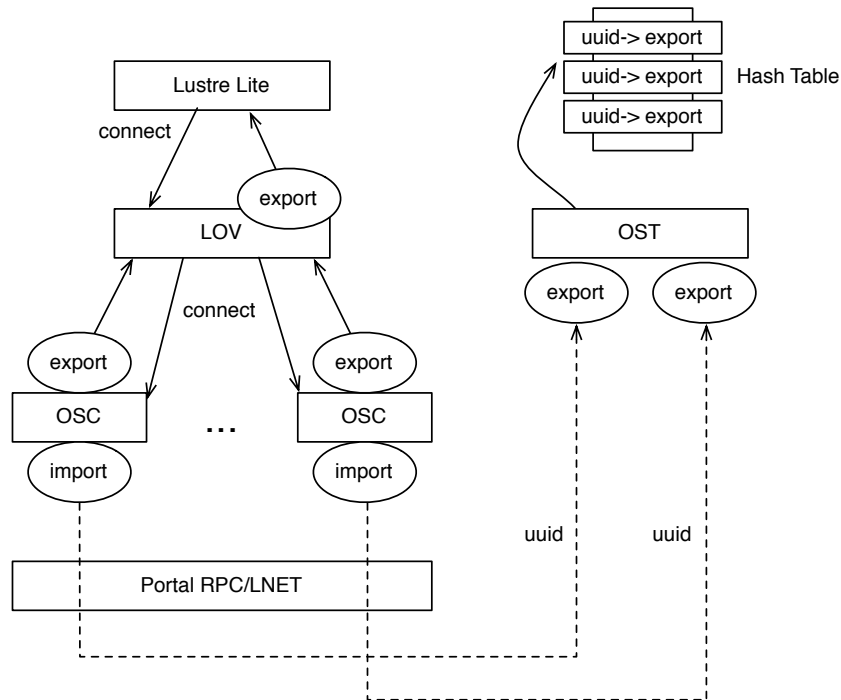 uuid-> export
uuid-> export
Hash Table
uuid-> export
Lustre Lite
connect
export
LOV
OST
export
export
connect
export
export
OSC
...
OSC
import
import
uuid
uuid
Portal RPC/LNET